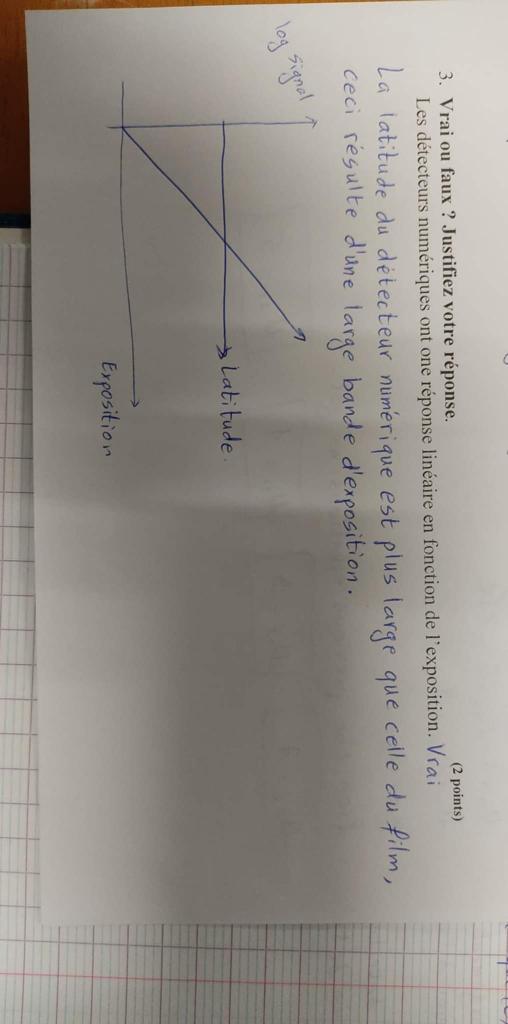 3. Vrai ou faux ? Justifiez votre réponse. (2 points)
Les détecteurs numériques ont one réponse linéaire en fonction de l'exposition. Vrai
La latitude du détecteur numérique est plus large que celle du film,
ceci résulte d'une large bande d'exposition.
log signal
Latitude.
Exposition